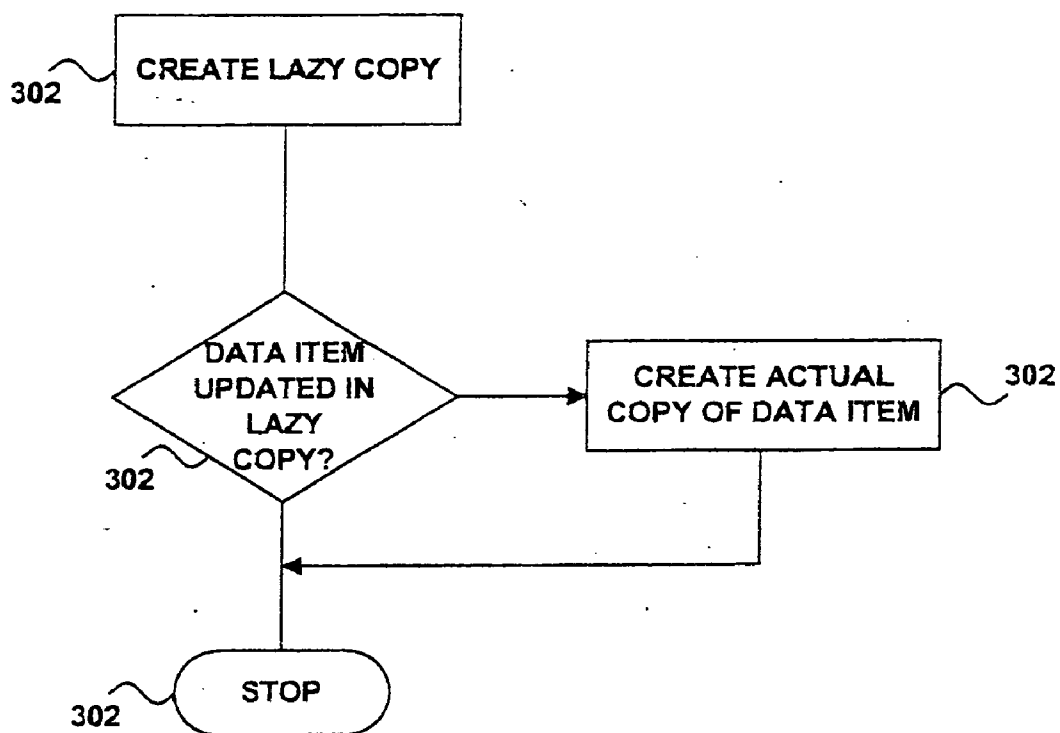 CREATE LAZY COPY
302
DATA ITEM
UPDATED IN
LAZY
COPY?
302
CREATE ACTUAL
COPY OF DATA ITEM
302
STOP
302